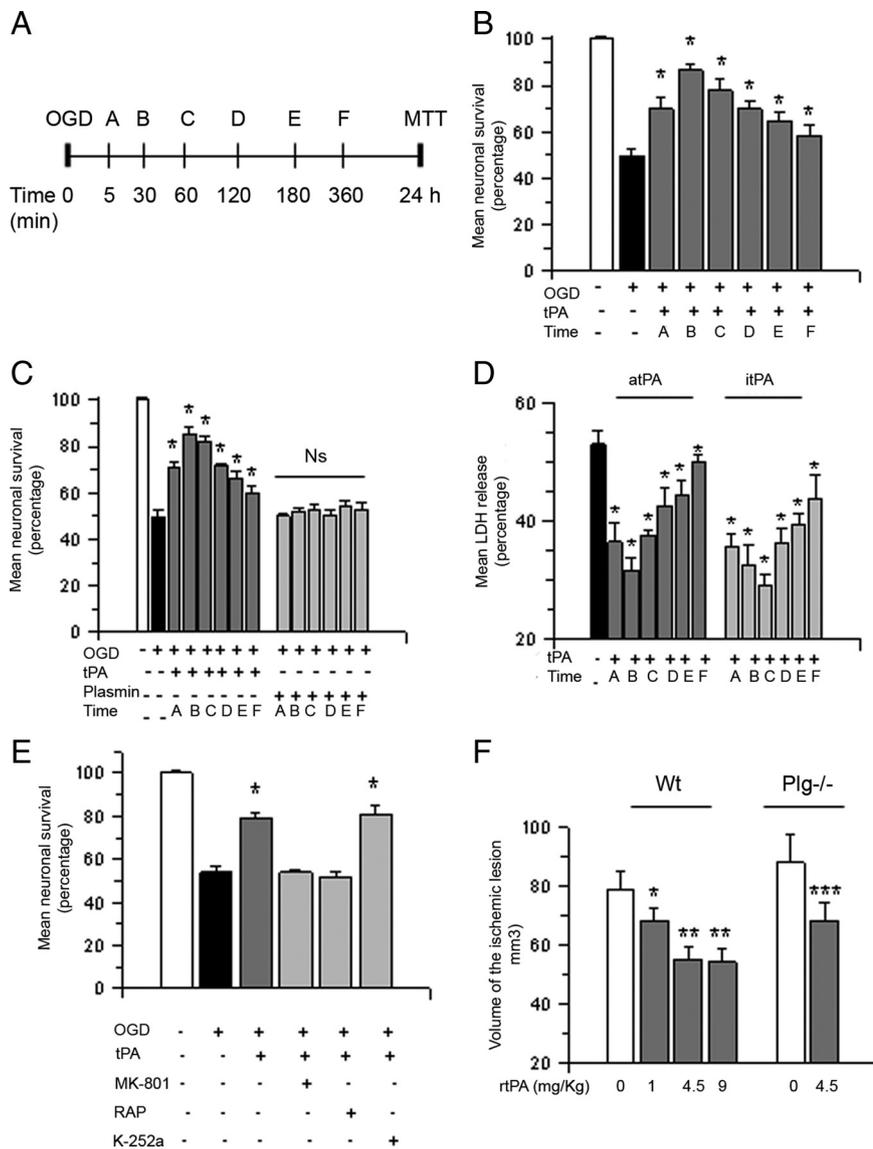 A
OGD A B C D E F MTT
Time 0 5 30 60 120 180 360 24 h
(min)
B
Mean neuronal survival
(percentage)
100
80
60
40
20
0
* * * * * *
OGD - + + + + + + +
tPA - - + + + + + +
Time - - A B C D E F
C
Mean neuronal survival
(percentage)
100
80
60
40
20
0
* * * * * *
Ns
OGD - + + + + + + + + + + + + +
tPA - - + + + + + + - - - - - -
Plasmin - - - - - - - - + + + + + +
Time - - A B C D E F A B C D E F
D
atPA itPA
Mean LDH release
(percentage)
60
40
20
* * * * * * * * * * * *
tPA - + + + + + + + + + + + +
Time - A B C D E F A B C D E F
E
Mean neuronal survival
(percentage)
100
80
60
40
20
0
* *
OGD - + + + + +
tPA - - + + + +
MK-801 - - - + - -
RAP - - - - + -
K-252a - - - - - +
F
Wt Plg-/-
Volume of the ischemic lesion
mm3
100
80
60
40
20
* ** ** ***
rtPA (mg/Kg) 0 1 4.5 9 0 4.5